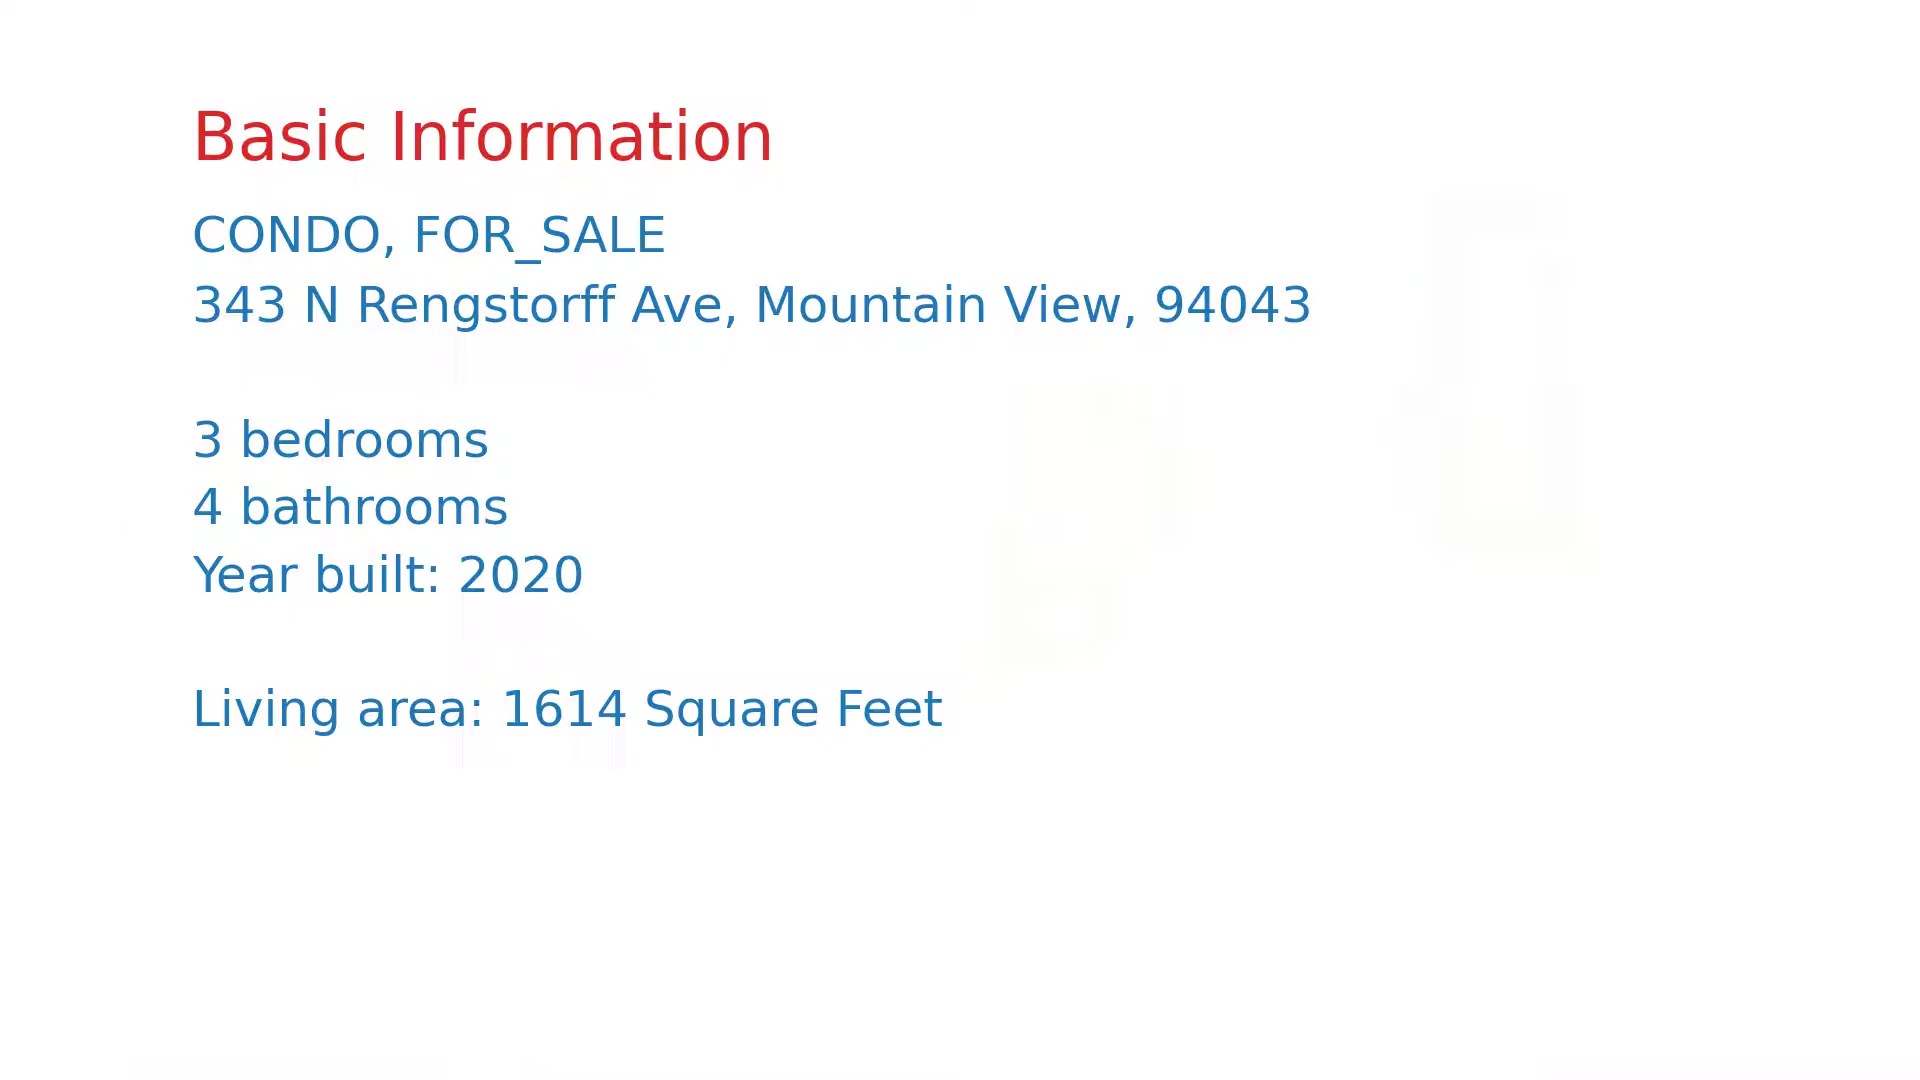 Basic Information
CONDO, FOR_SALE
343 N Rengstorff Ave, Mountain View, 94043
3 bedrooms
4 bathrooms
Year built: 2020
Living area: 1614 Square Feet